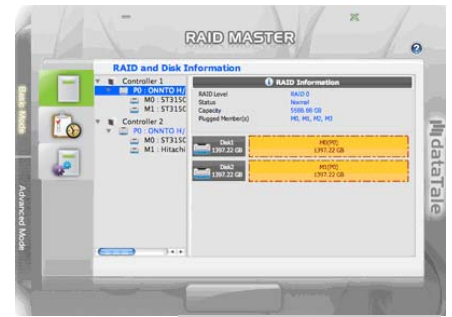 RAID MASTER
RAID and Disk Information
Basic Mode
Advanced Mode
Controller 1
P0 : ONNTO H/
M0 : ST315C
M1 : ST315C
Controller 2
P0 : ONNTO H/
M0 : ST315C
M1 : Hitachi
RAID Information
RAID Level RAID 0
Status Normal
Capacity 5588.88 GB
Plugged Member(s) M0, M1, M2, M3
Disk1
1397.22 GB
M0(P0)
1397.22 GB
Disk2
1397.22 GB
M1(P0)
1397.22 GB
dataTale